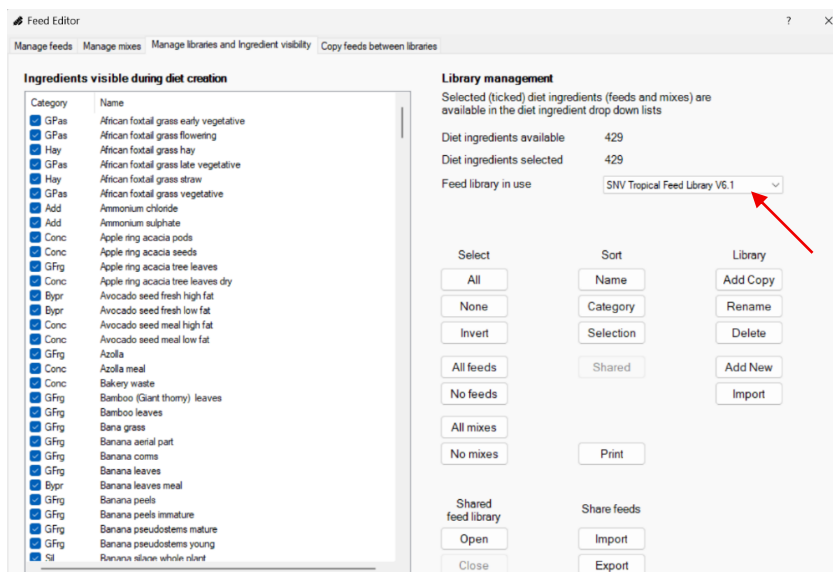 Feed Editor
?
Manage feeds
Manage mixes
Manage libraries and Ingredient visibility
Copy feeds between libraries
Ingredients visible during diet creation
Category Name
GPas African foxtail grass early vegetative
GPas African foxtail grass flowering
Hay African foxtail grass hay
GPas African foxtail grass late vegetative
Hay African foxtail grass straw
GPas African foxtail grass vegetative
Add Ammonium chloride
Add Ammonium sulphate
Conc Apple ring acacia pods
Conc Apple ring acacia seeds
GFrg Apple ring acacia tree leaves
Conc Apple ring acacia tree leaves dry
Bypr Avocado seed fresh high fat
Bypr Avocado seed fresh low fat
Conc Avocado seed meal high fat
Conc Avocado seed meal low fat
GFrg Azolla
Conc Azolla meal
Conc Bakery waste
GFrg Bamboo (Giant thorny) leaves
GFrg Bamboo leaves
GFrg Bana grass
GFrg Banana aerial part
GFrg Banana corms
GFrg Banana leaves
Bypr Banana leaves meal
GFrg Banana peels
GFrg Banana peels immature
GFrg Banana pseudostems mature
GFrg Banana pseudostems young
Sil Banana silage whole plant
Library management
Selected (ticked) diet ingredients (feeds and mixes) are
available in the diet ingredient drop down lists
Diet ingredients available 429
Diet ingredients selected 429
Feed library in use SNV Tropical Feed Library V6.1
Select Sort Library
All Name Add Copy
None Category Rename
Invert Selection Delete
All feeds Shared Add New
No feeds Import
All mixes
No mixes Print
Shared
feed library
Share feeds
Open Import
Close Export